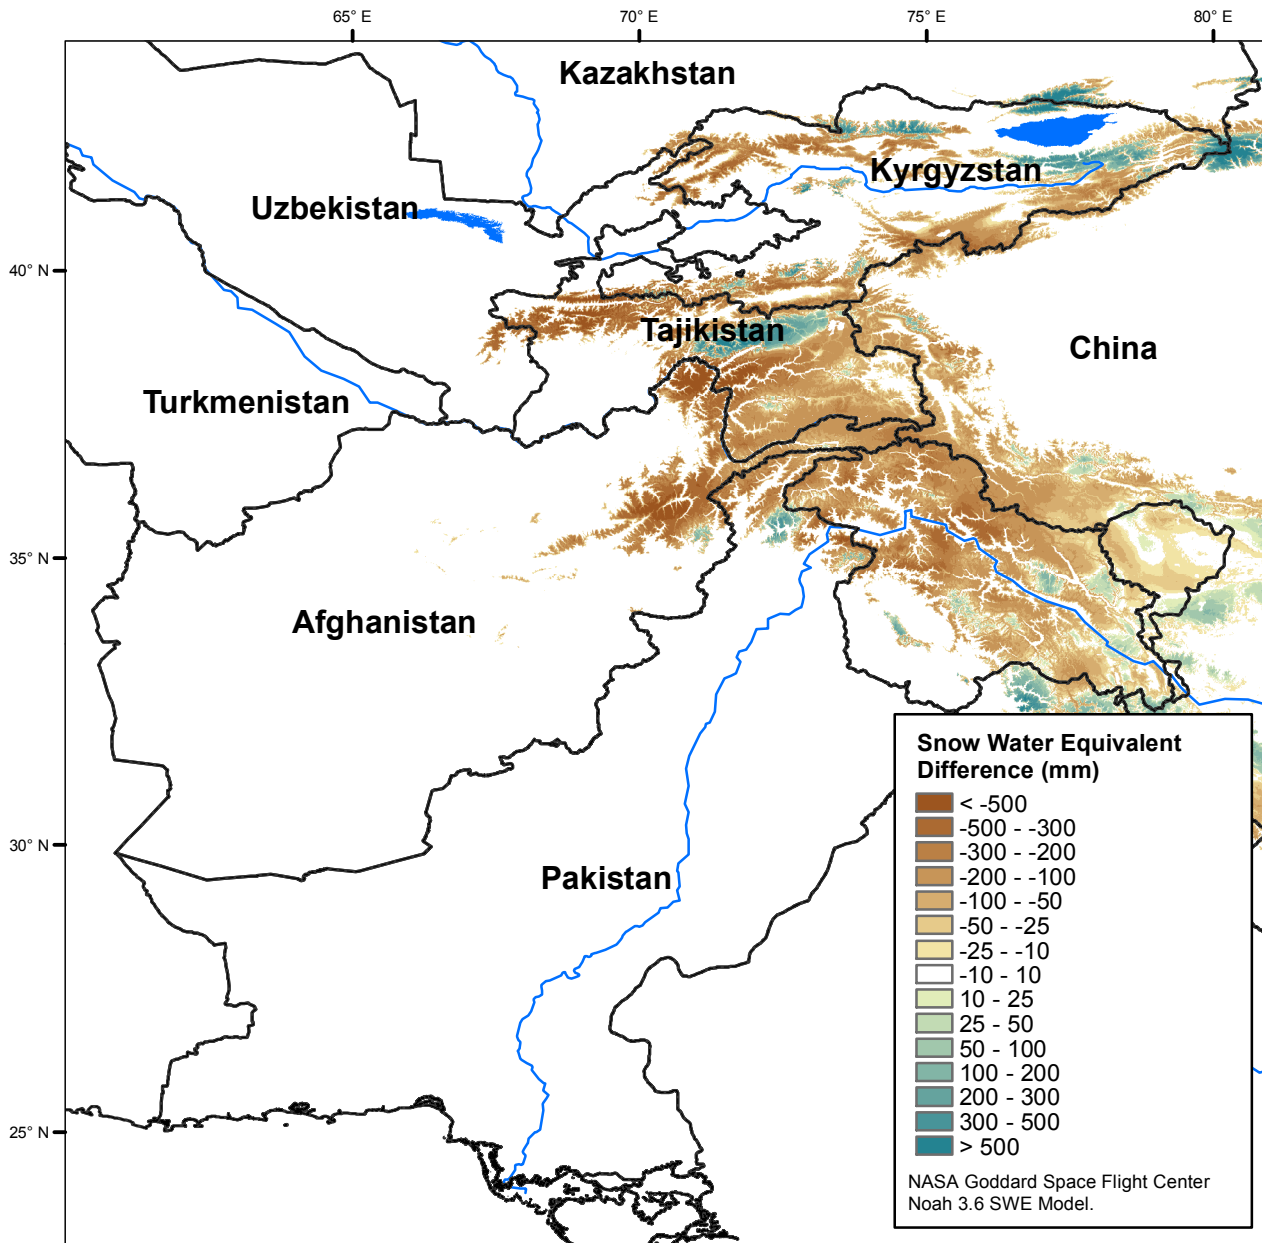 65° E
70° E
75° E
80° E
Kazakhstan
Kyrgyzstan
Uzbekistan
40° N
Tajikistan
China
Turkmenistan
35° N
Afghanistan
Snow Water Equivalent
Difference (mm)
< -500
-500 - -300
-300 - -200
-200 - -100
-100 - -50
-50 - -25
-25 - -10
-10 - 10
10 - 25
25 - 50
50 - 100
100 - 200
200 - 300
300 - 500
> 500
NASA Goddard Space Flight Center
Noah 3.6 SWE Model.
30° N
Pakistan
25° N